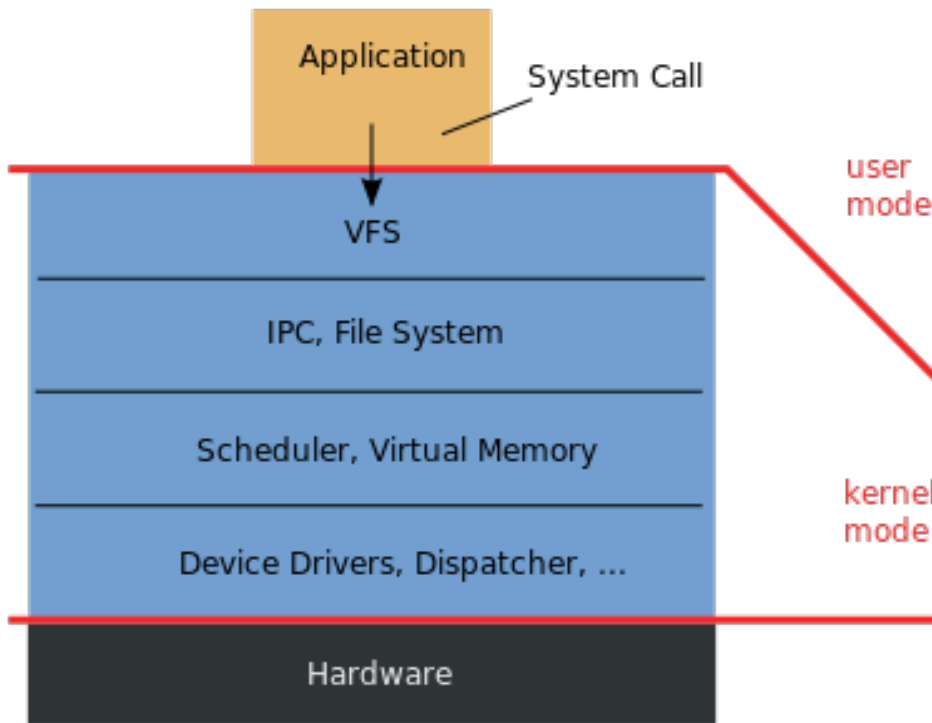 Application
System Call
user
mode
VFS
IPC, File System
Scheduler, Virtual Memory
kernel
mode
Device Drivers, Dispatcher, ...
Hardware